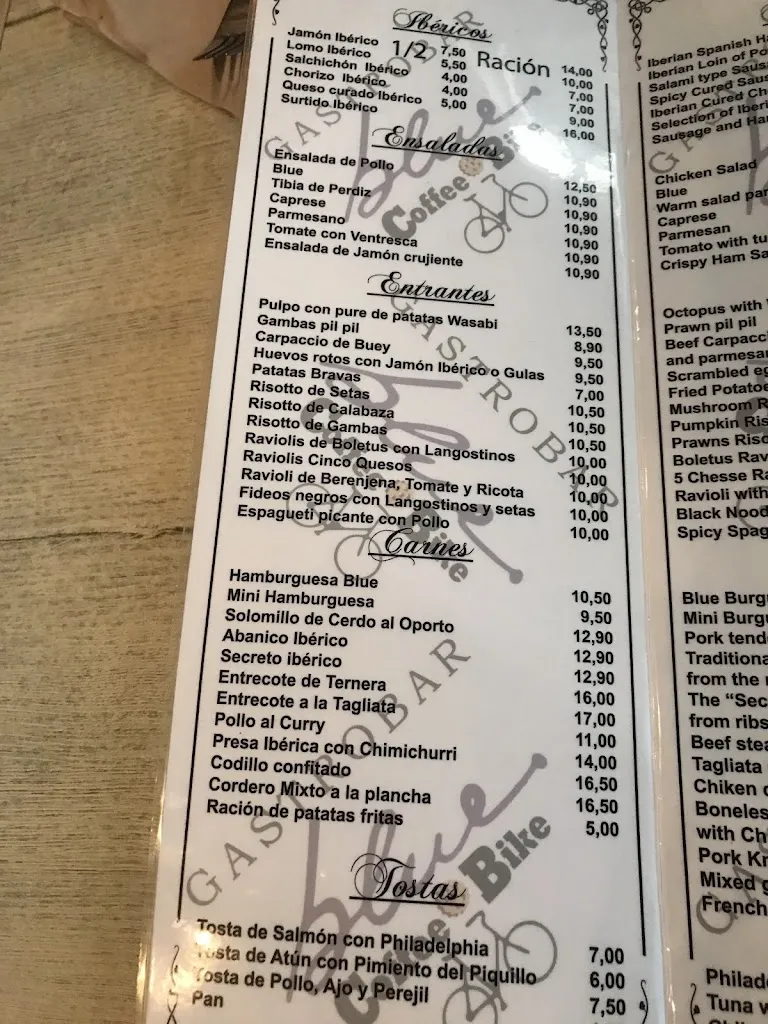 Ibéricos
1/2 Ración
Jamón Ibérico 7,50 14,00
Lomo Ibérico 5,50 10,00
Salchichón Ibérico 4,00 7,00
Chorizo Ibérico 4,00 7,00
Queso curado Ibérico 5,00 9,00
Surtido Ibérico 16,00
Ensaladas
Ensalada de Pollo 12,50
Blue 10,90
Tibia de Perdiz 10,90
Caprese 10,90
Parmesano 10,90
Tomate con Ventresca 10,90
Ensalada de Jamón crujiente 10,90
Entrantes
Pulpo con pure de patatas Wasabi 13,50
Gambas pil pil 8,90
Carpaccio de Buey 9,50
Huevos rotos con Jamón Ibérico o Gulas 9,50
Patatas Bravas 7,00
Risotto de Setas 10,50
Risotto de Calabaza 10,50
Risotto de Gambas 10,50
Raviolis de Boletus con Langostinos 10,00
Raviolis Cinco Quesos 10,00
Ravioli de Berenjena, Tomate y Ricota 10,00
Fideos negros con Langostinos y setas 10,00
Espagueti picante con Pollo 10,00
Carnes
Hamburguesa Blue 10,50
Mini Hamburguesa 9,50
Solomillo de Cerdo al Oporto 12,90
Abanico Ibérico 12,90
Secreto ibérico 12,90
Entrecote de Ternera 16,00
Entrecote a la Tagliata 17,00
Pollo al Curry 11,00
Presa Ibérica con Chimichurri 14,00
Codillo confitado 16,50
Cordero Mixto a la plancha 16,50
Ración de patatas fritas 5,00
Tostas
Tosta de Salmón con Philadelphia 7,00
Tosta de Atún con Pimiento del Piquillo 6,00
Tosta de Pollo, Ajo y Perejil 7,50
Pan
GASTROBAR
blue
Coffee Bike
GASTROBAR
blue
Coffee Bike
GASTROBAR
blue
Coffee Bike
Iberian Spanish
Iberian Loin of
Salami type
Spicy Cured
Iberian Cured
Selection of
Sausage and
Chicken Salad
Blue
Warm salad
Caprese
Parmesan
Tomato with
Crispy Ham
Octopus with
Prawn pil pil
Beef
and
Scrambled
Fried
Mushroom
Pumpkin
Prawns
Boletus
5 Chesse
Ravioli with
Black
Spicy
Blue
Mini
Pork
from the
The
from ribs
Beef
Tagliata
Chiken
with
Pork
Mixed
French
Tuna